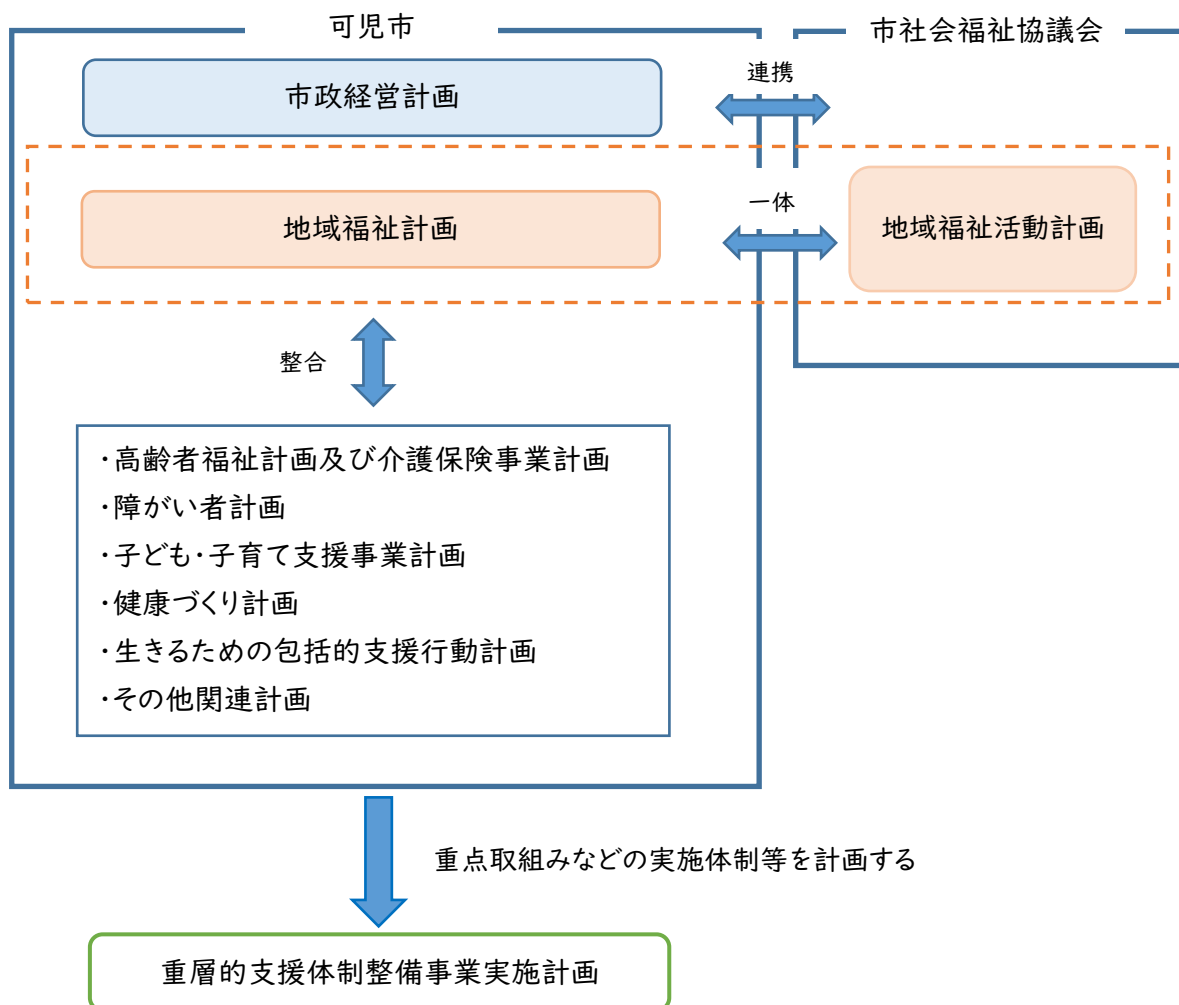 可児市
市社会福祉協議会
市政経営計画
連携
地域福祉計画
一体
地域福祉活動計画
整合
・高齢者福祉計画及び介護保険事業計画
・障がい者計画
・子ども・子育て支援事業計画
・健康づくり計画
・生きるための包括的支援行動計画
・その他関連計画
重点取組みなどの実施体制等を計画する
重層的支援体制整備事業実施計画